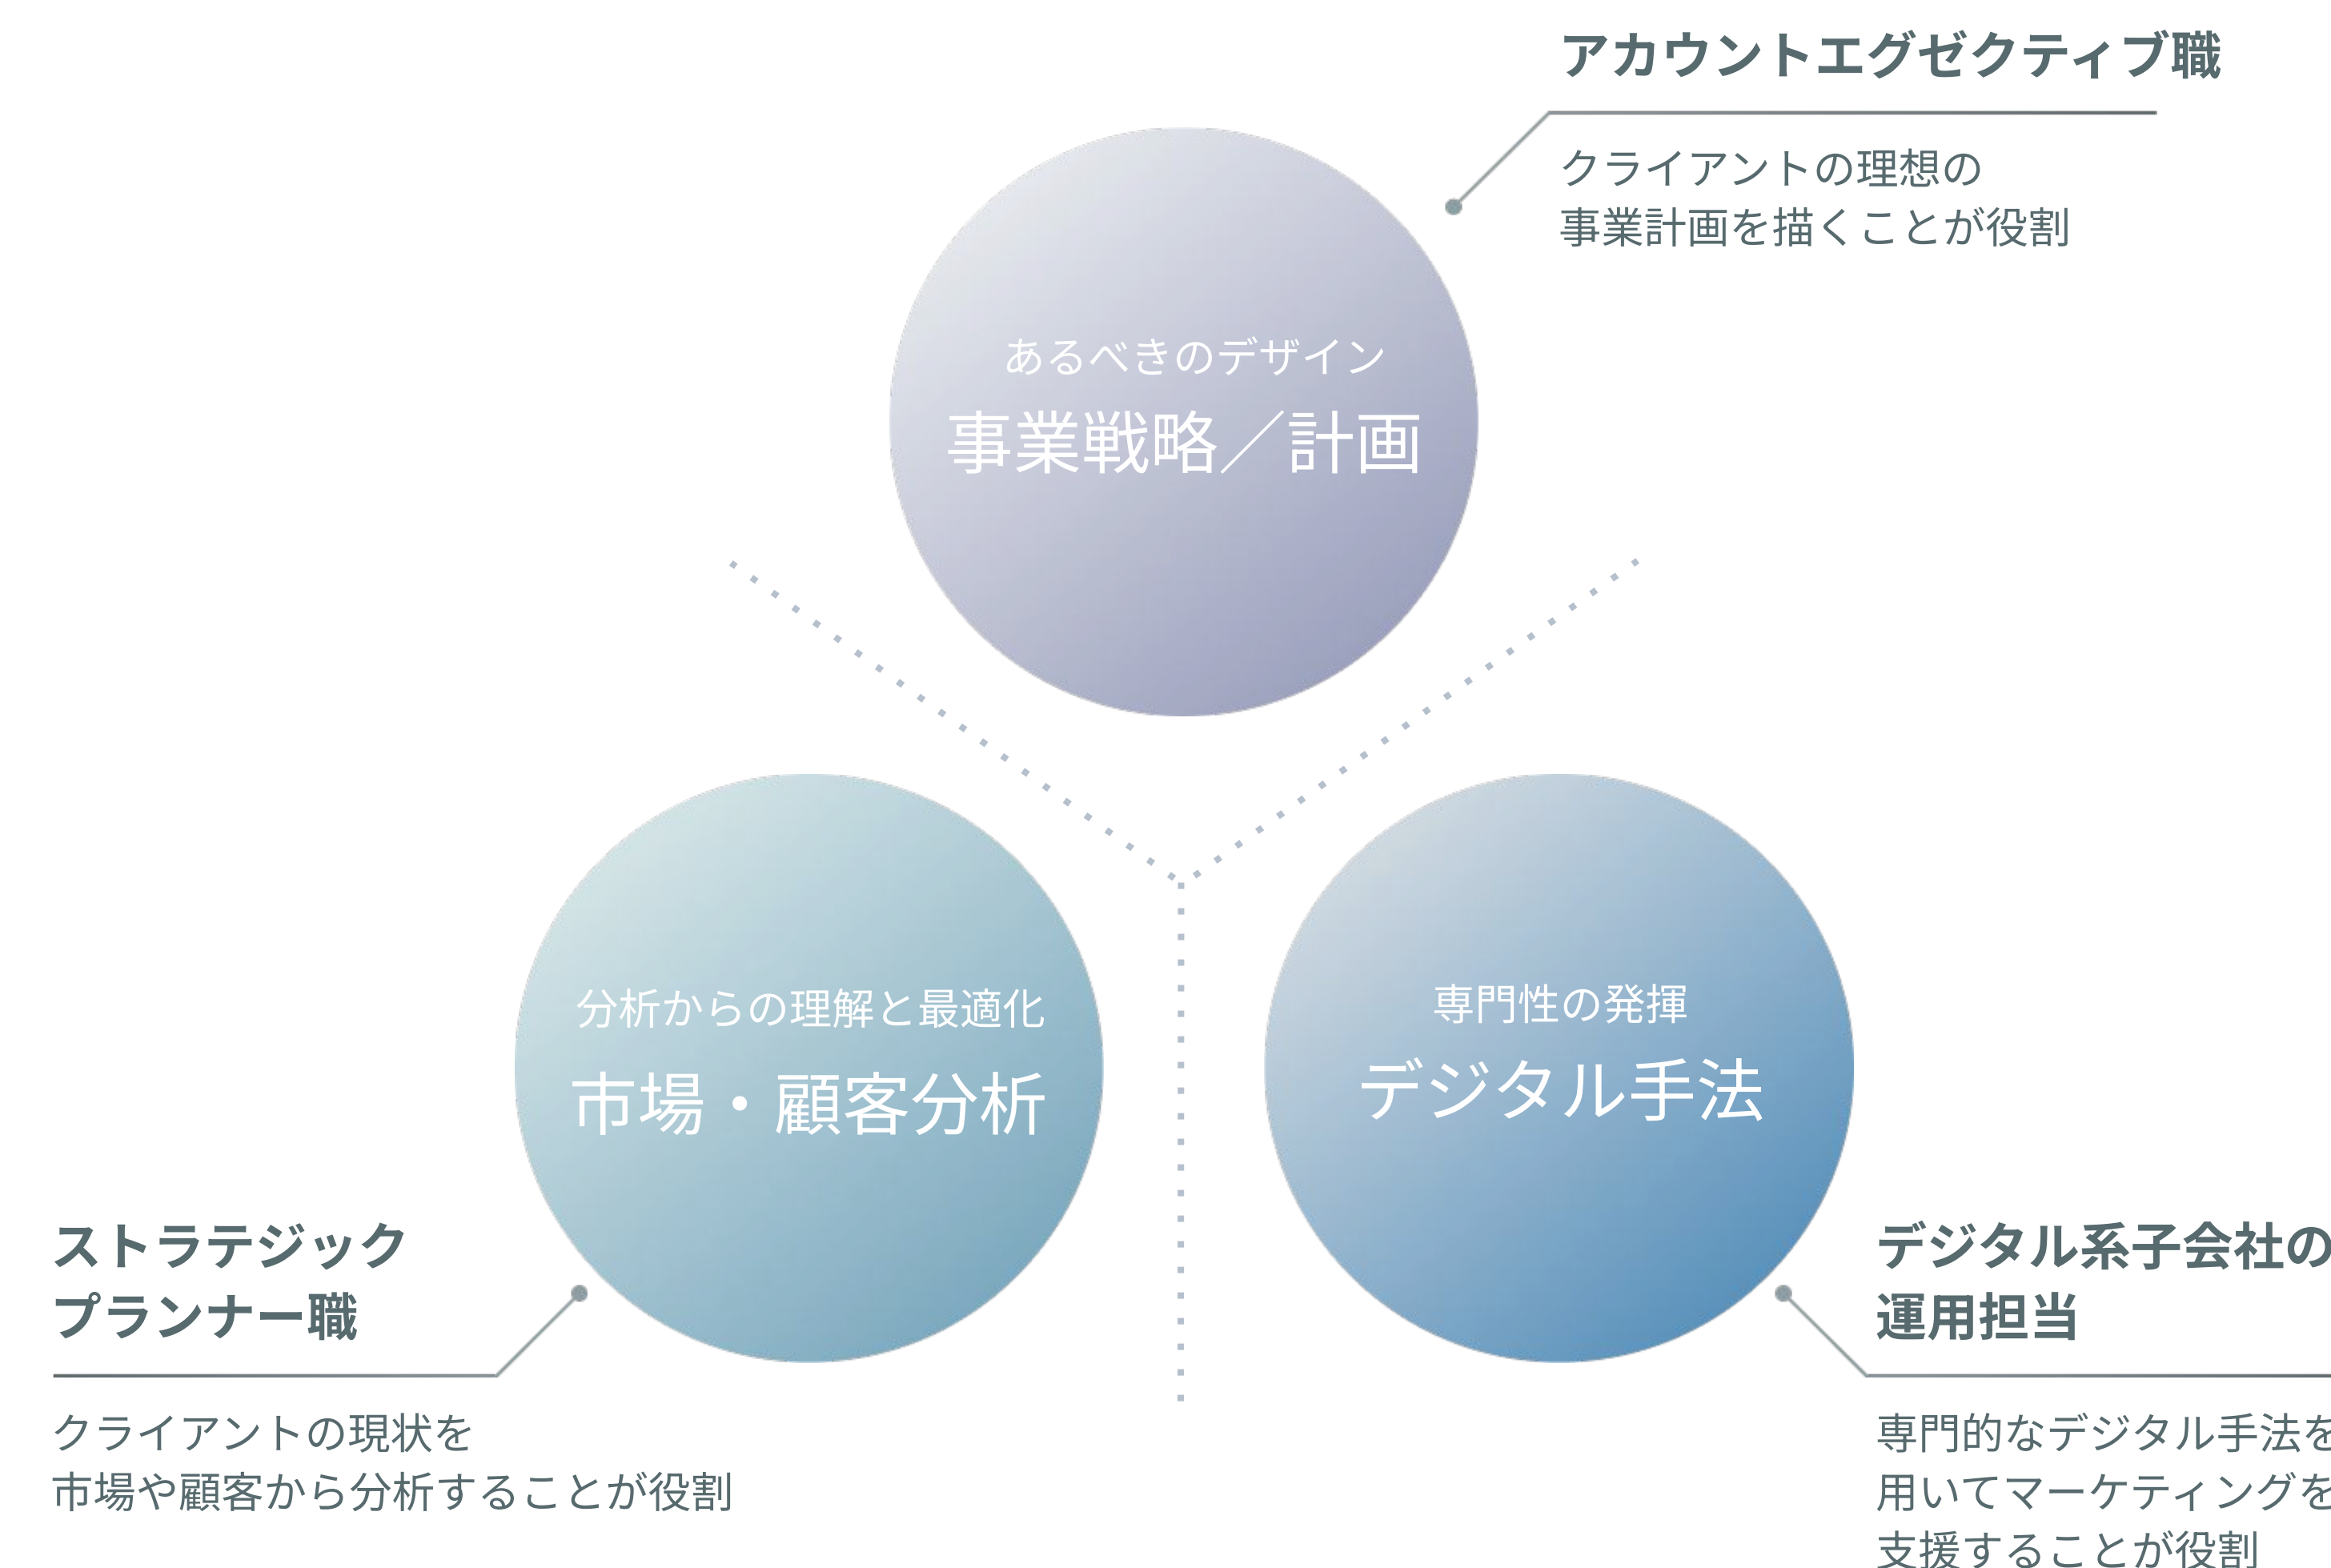 アカウントエグゼクティブ職
クライアントの理想の
事業計画を描くことが役割
あるべきのデザイン
事業戦略／計画
分析からの理解と最適化
市場・顧客分析
専門性の発揮
デジタル手法
ストラテジック
プランナー職
クライアントの現状を
市場や顧客から分析することが役割
デジタル系子会社の
運用担当
専門的なデジタル手法を
用いてマーケティングを
支援することが役割